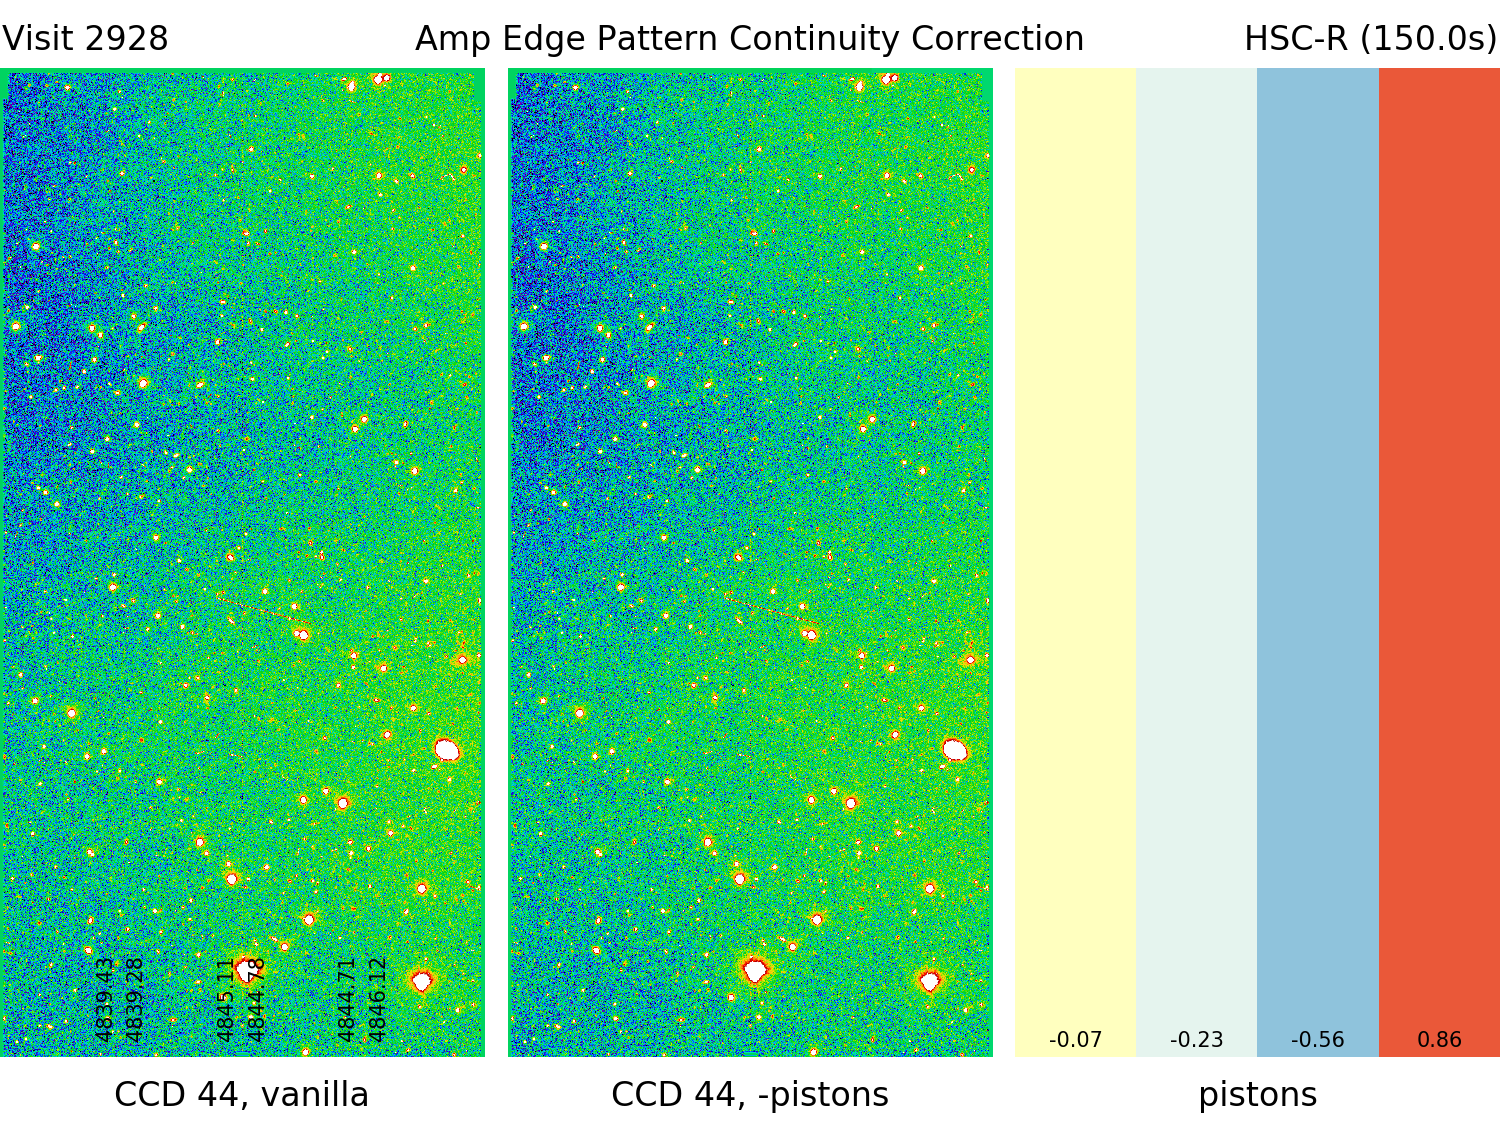 Visit 2928
Amp Edge Pattern Continuity Correction
HSC-R (150.0s)
4839.43
4839.28
4845.11
4844.78
4844.71
4846.12
-0.07
-0.23
-0.56
0.86
CCD 44, vanilla
CCD 44, -pistons
pistons